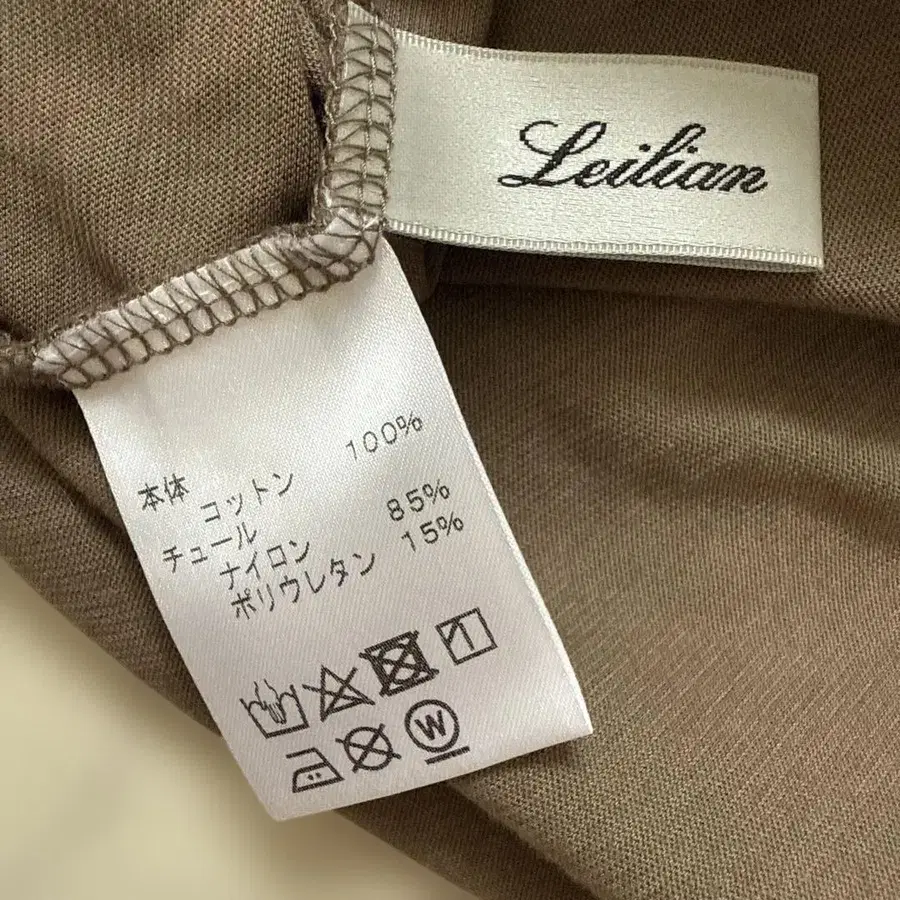 Leilian
本体
コットン 100%
チュール
ナイロン 85%
ポリウレタン 15%
W